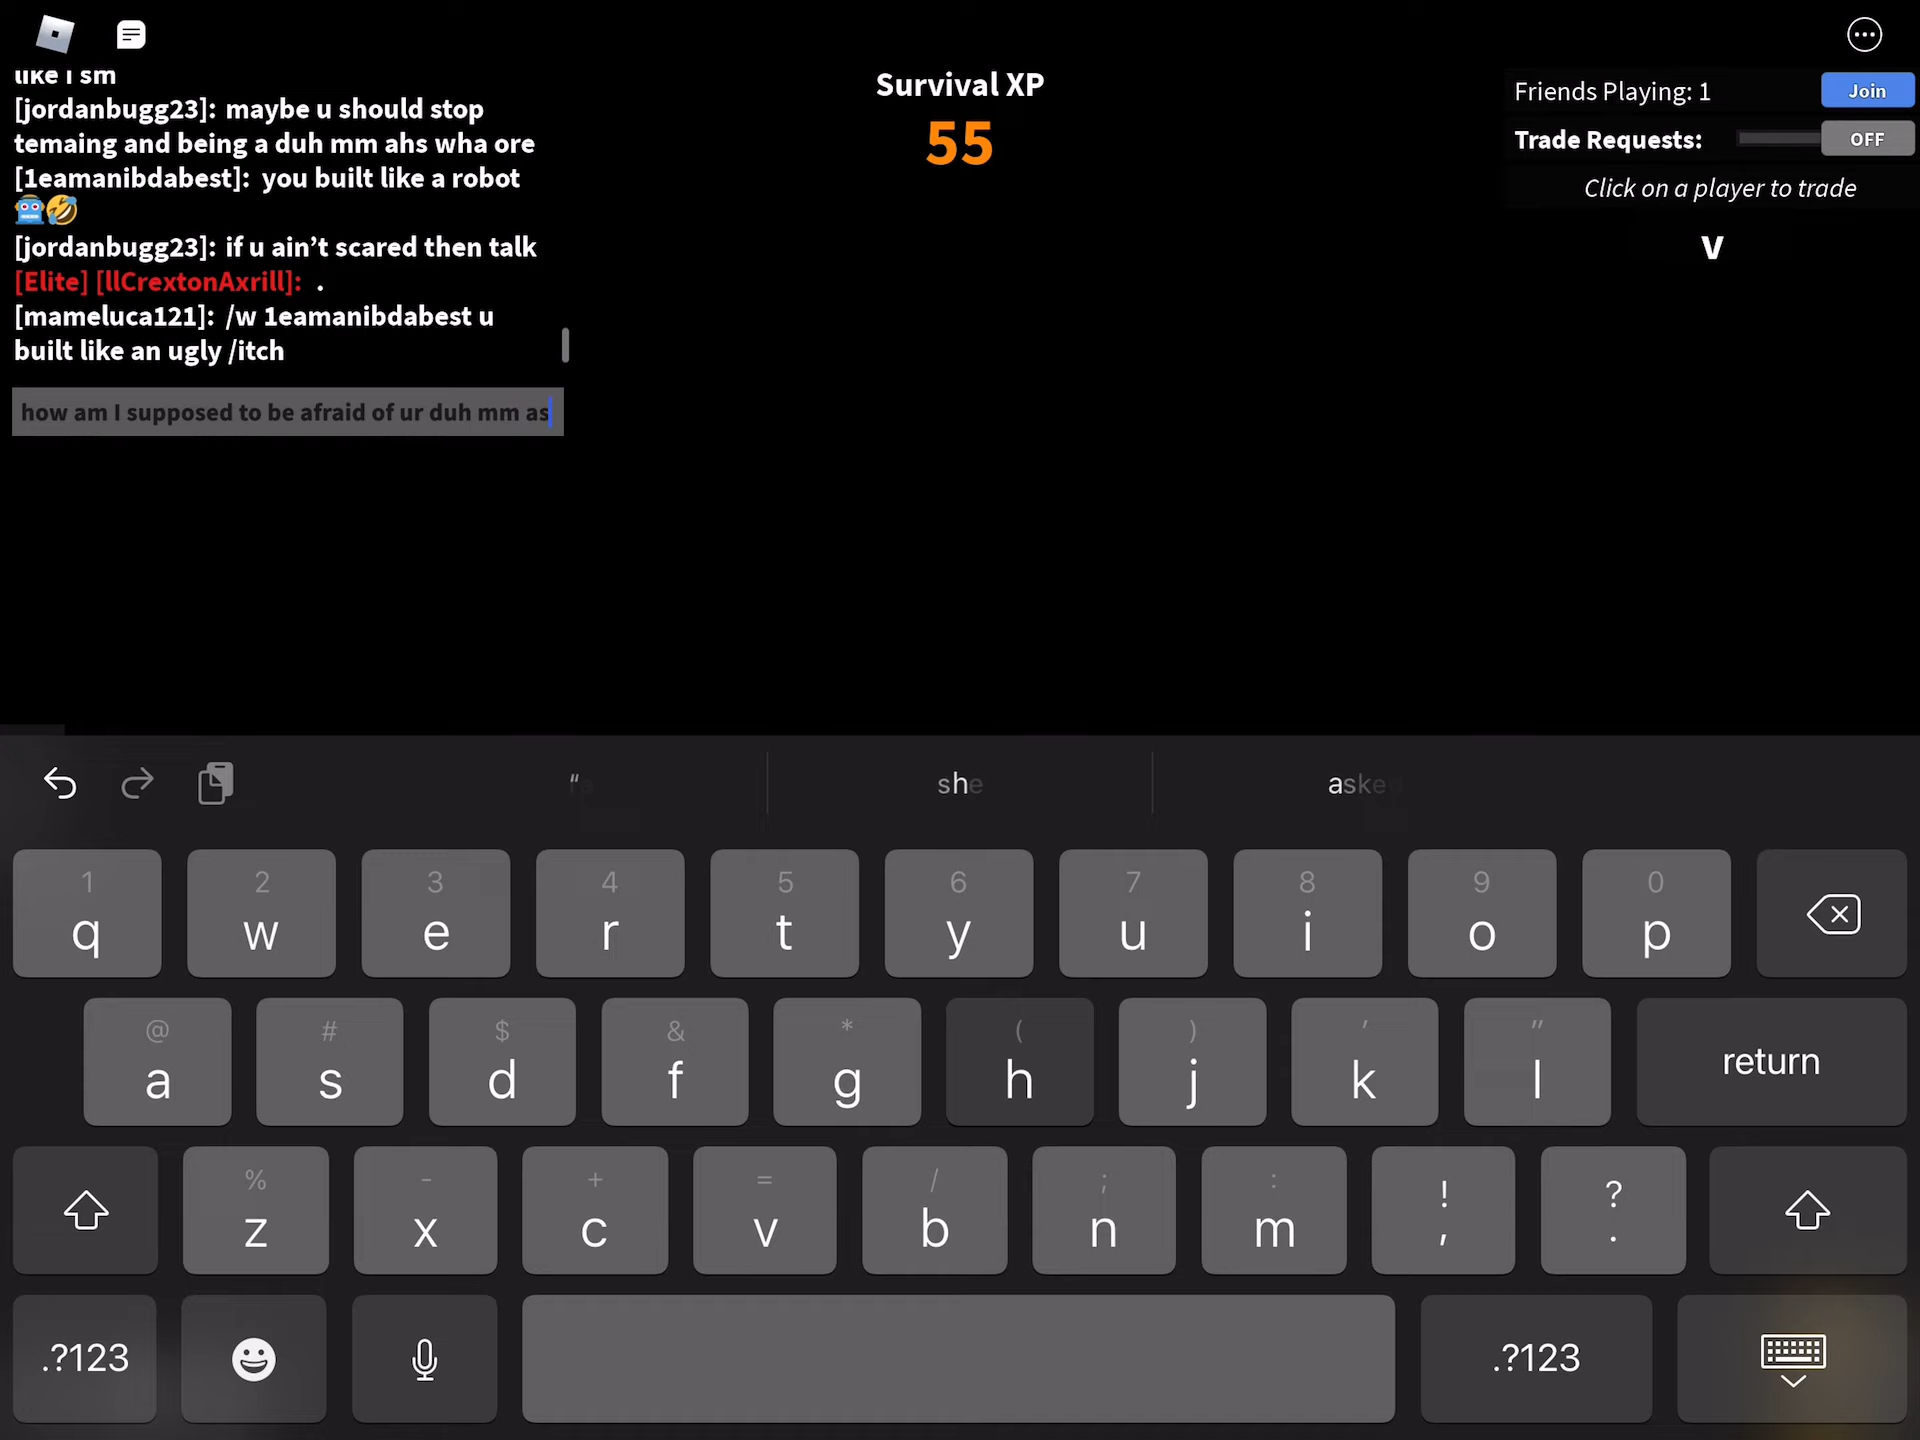 like I sm
[jordanbugg23]: maybe u should stop
temaing and being a duh mm ahs wha ore
[1eamanibdabest]: you built like a robot
🤖🤣
[jordanbugg23]: if u ain't scared then talk
[Elite] [llCrextonAxrill]: .
[mameluca121]: /w 1eamanibdabest u
built like an ugly /itch
how am I supposed to be afraid of ur duh mm as
Survival XP
55
Friends Playing: 1 Join
Trade Requests: OFF
Click on a player to trade
V
“ she aske
1 2 3 4 5 6 7 8 9 0
q w e r t y u i o p
@ # $ & * ( ) ' "
a s d f g h j k l return
% - + = / ; : ! ?
z x c v b n m , .
.?123 .?123